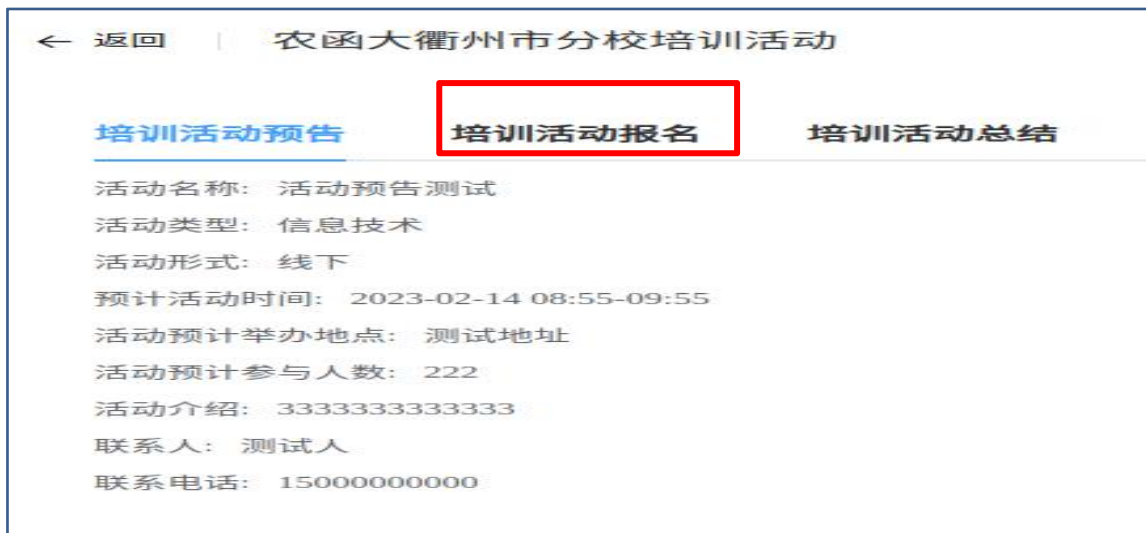 ← 返回 | 农函大衢州市分校培训活动
培训活动预告 培训活动报名 培训活动总结
活动名称: 活动预告测试
活动类型: 信息技术
活动形式: 线下
预计活动时间: 2023-02-14 08:55-09:55
活动预计举办地点: 测试地址
活动预计参与人数: 222
活动介绍: 3333333333333
联系人: 测试人
联系电话: 15000000000